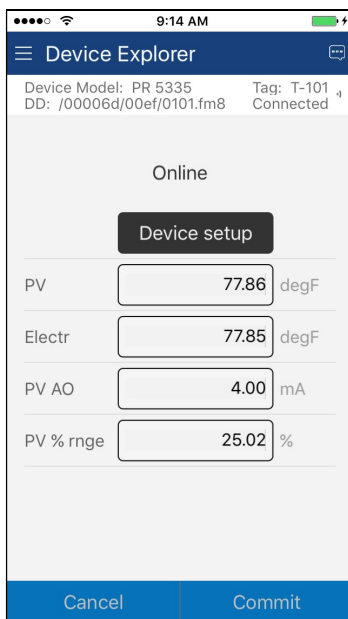 9:14 AM
Device Explorer
Device Model: PR 5335 Tag: T-101
DD: /00006d/00ef/0101.fm8 Connected
Online
Device setup
PV 77.86 degF
Electr 77.85 degF
PV AO 4.00 mA
PV % rnge 25.02 %
Cancel Commit